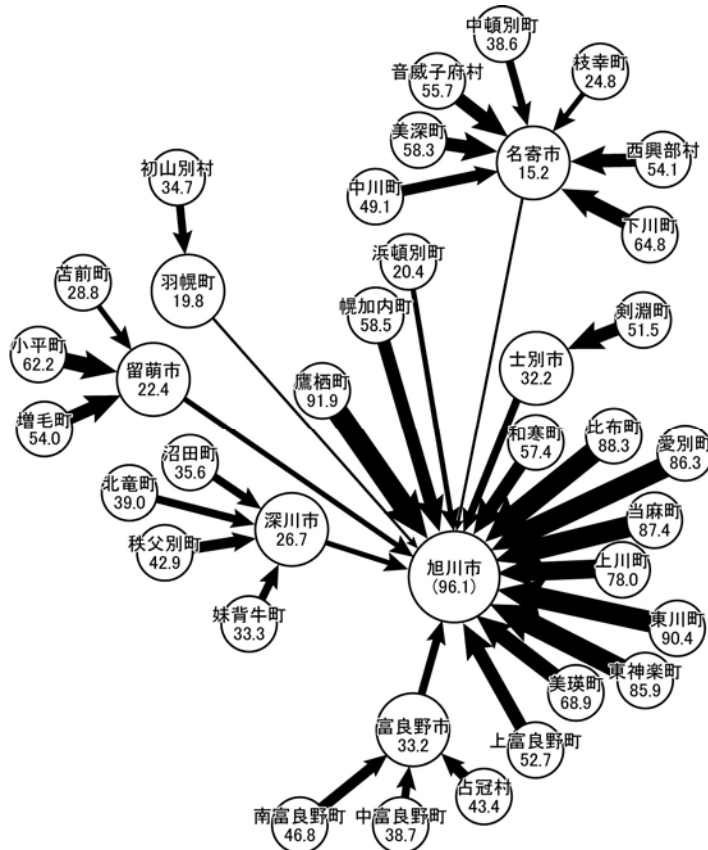 中頓別町
38.6
枝幸町
24.8
音威子府村
55.7
美深町
58.3
名寄市
15.2
西興部村
54.1
初山別村
34.7
中川町
49.1
下川町
64.8
浜頓別町
20.4
苫前町
28.8
羽幌町
19.8
幌加内町
58.5
剣淵町
51.5
小平町
62.2
留萌市
22.4
士別市
32.2
鷹栖町
91.9
増毛町
54.0
和寒町
57.4
比布町
88.3
愛別町
86.3
沼田町
35.6
北竜町
39.0
深川市
26.7
当麻町
87.4
秩父別町
42.9
旭川市
(96.1)
上川町
78.0
妹背牛町
33.3
東川町
90.4
東神楽町
85.9
美瑛町
68.9
富良野市
33.2
上富良野町
52.7
占冠村
43.4
南富良野町
46.8
中富良野町
38.7